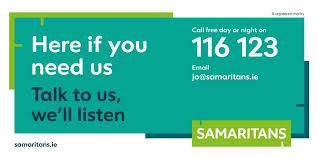 A registered charity
Here if you
need us
Talk to us,
we'll listen
Call free day or night on
116 123
Email
jo@samaritans.ie
SAMARITANS
samaritans.ie